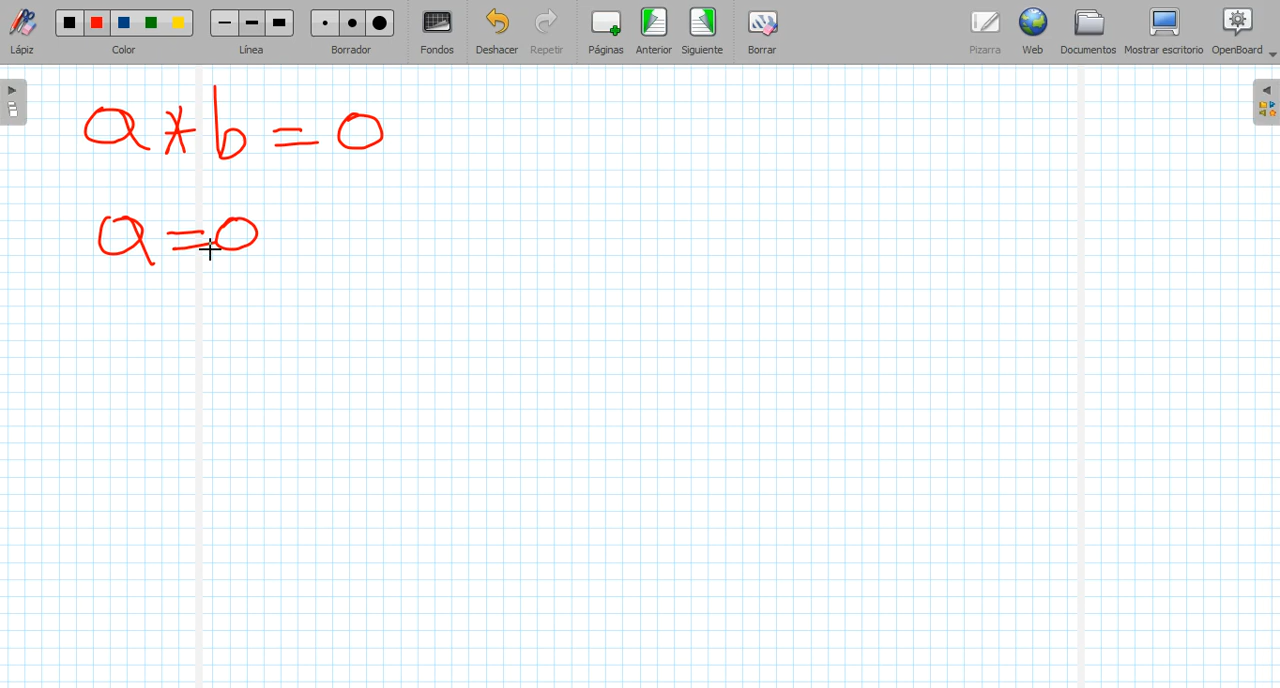 Lápiz Color Línea Borrador Fondos Deshacer Repetir Páginas Anterior Siguiente Borrar Pizarra Web Documentos Mostrar escritorio OpenBoard
a * b = 0
a = 0